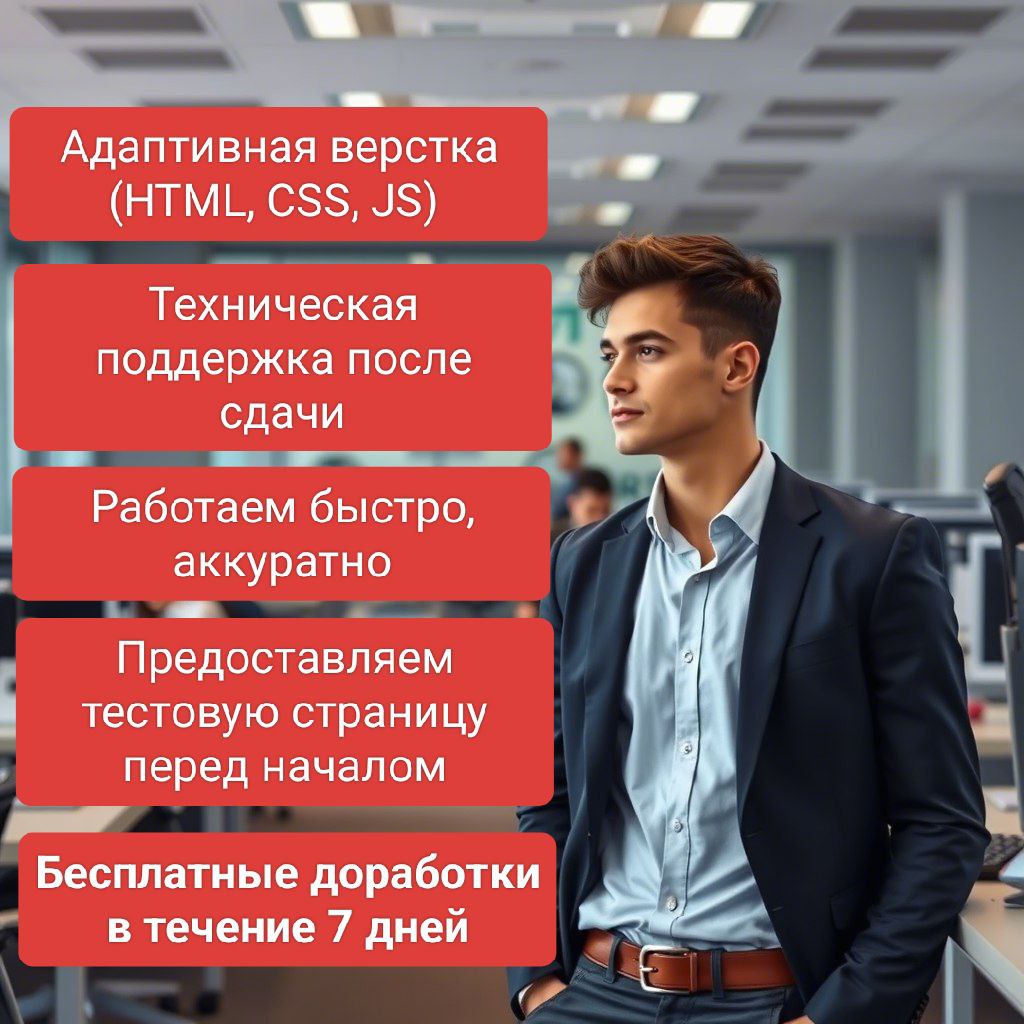 Адаптивная верстка
(HTML, CSS, JS)
Техническая
поддержка после
сдачи
Работаем быстро,
аккуратно
Предоставляем
тестовую страницу
перед началом
Бесплатные доработки
в течение 7 дней